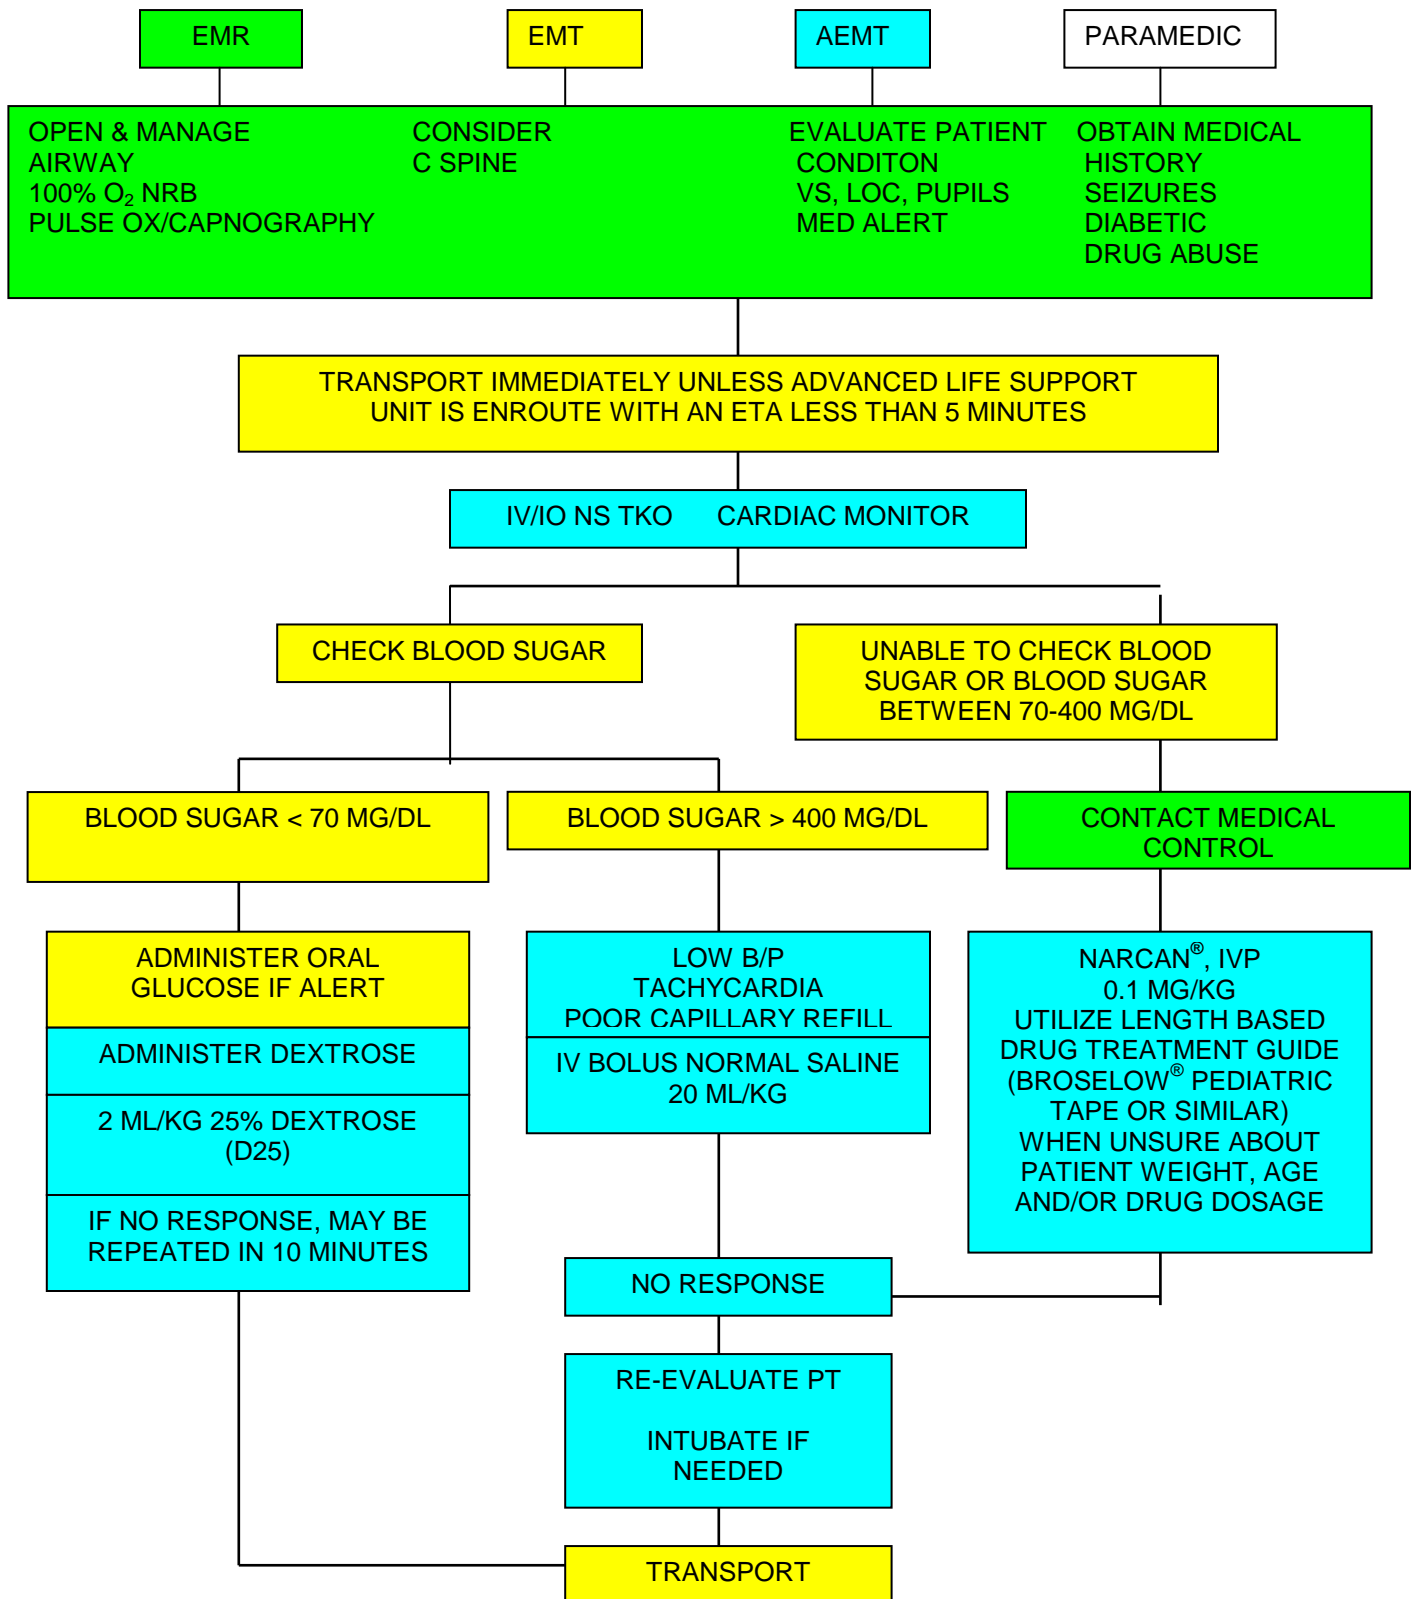 EMR
EMT
AEMT
PARAMEDIC
OPEN & MANAGE
AIRWAY
100% O₂ NRB
PULSE OX/CAPNOGRAPHY
CONSIDER
C SPINE
EVALUATE PATIENT
CONDITON
VS, LOC, PUPILS
MED ALERT
OBTAIN MEDICAL
HISTORY
SEIZURES
DIABETIC
DRUG ABUSE
TRANSPORT IMMEDIATELY UNLESS ADVANCED LIFE SUPPORT
UNIT IS ENROUTE WITH AN ETA LESS THAN 5 MINUTES
IV/IO NS TKO CARDIAC MONITOR
CHECK BLOOD SUGAR
UNABLE TO CHECK BLOOD
SUGAR OR BLOOD SUGAR
BETWEEN 70-400 MG/DL
BLOOD SUGAR < 70 MG/DL
BLOOD SUGAR > 400 MG/DL
CONTACT MEDICAL
CONTROL
ADMINISTER ORAL
GLUCOSE IF ALERT
ADMINISTER DEXTROSE
2 ML/KG 25% DEXTROSE
(D25)
IF NO RESPONSE, MAY BE
REPEATED IN 10 MINUTES
LOW B/P
TACHYCARDIA
POOR CAPILLARY REFILL
IV BOLUS NORMAL SALINE
20 ML/KG
NARCAN®, IVP
0.1 MG/KG
UTILIZE LENGTH BASED
DRUG TREATMENT GUIDE
(BROSELOW® PEDIATRIC
TAPE OR SIMILAR)
WHEN UNSURE ABOUT
PATIENT WEIGHT, AGE
AND/OR DRUG DOSAGE
NO RESPONSE
RE-EVALUATE PT
INTUBATE IF
NEEDED
TRANSPORT